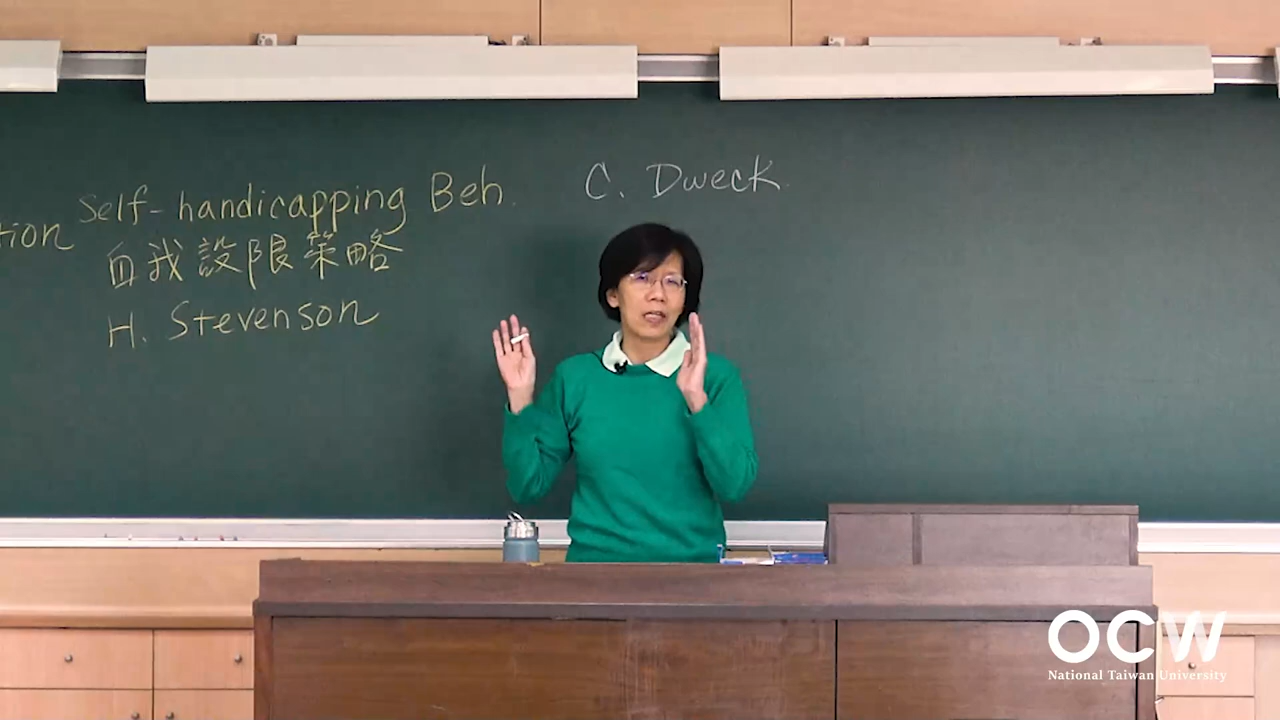 Self-handicapping Beh.
tion
自我設限策略
H. Stevenson
C. Dweck
OCW
National Taiwan University